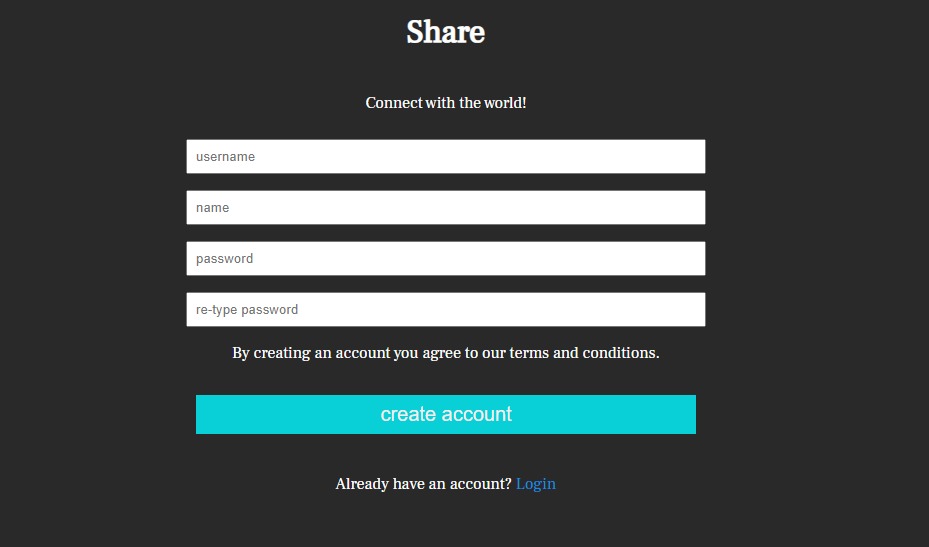 Share
Connect with the world!
username
name
password
re-type password
By creating an account you agree to our terms and conditions.
create account
Already have an account? Login